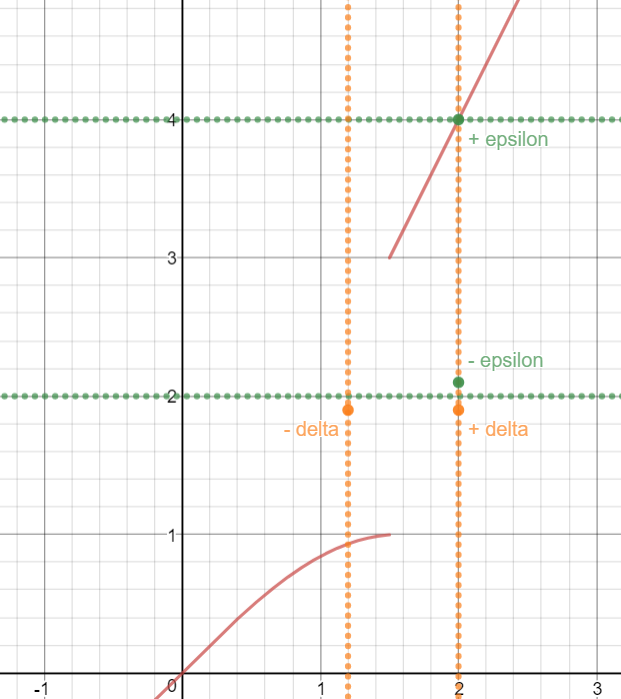 4
+ epsilon
3
- epsilon
2
- delta
+ delta
1
-1
0
1
2
3